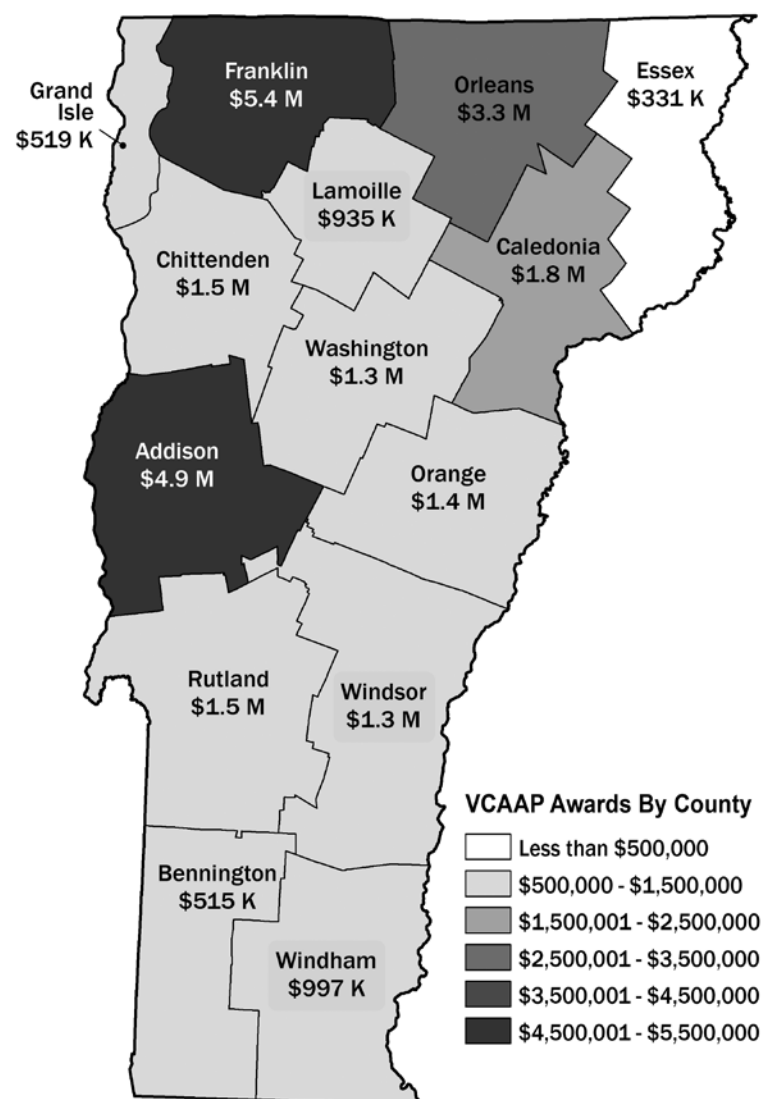 Franklin
$5.4 M
Orleans
$3.3 M
Essex
$331 K
Grand
Isle
$519 K
Lamoille
$935 K
Chittenden
$1.5 M
Caledonia
$1.8 M
Washington
$1.3 M
Addison
$4.9 M
Orange
$1.4 M
Rutland
$1.5 M
Windsor
$1.3 M
Bennington
$515 K
Windham
$997 K
VCAAP Awards By County
Less than $500,000
$500,000 - $1,500,000
$1,500,001 - $2,500,000
$2,500,001 - $3,500,000
$3,500,001 - $4,500,000
$4,500,001 - $5,500,000